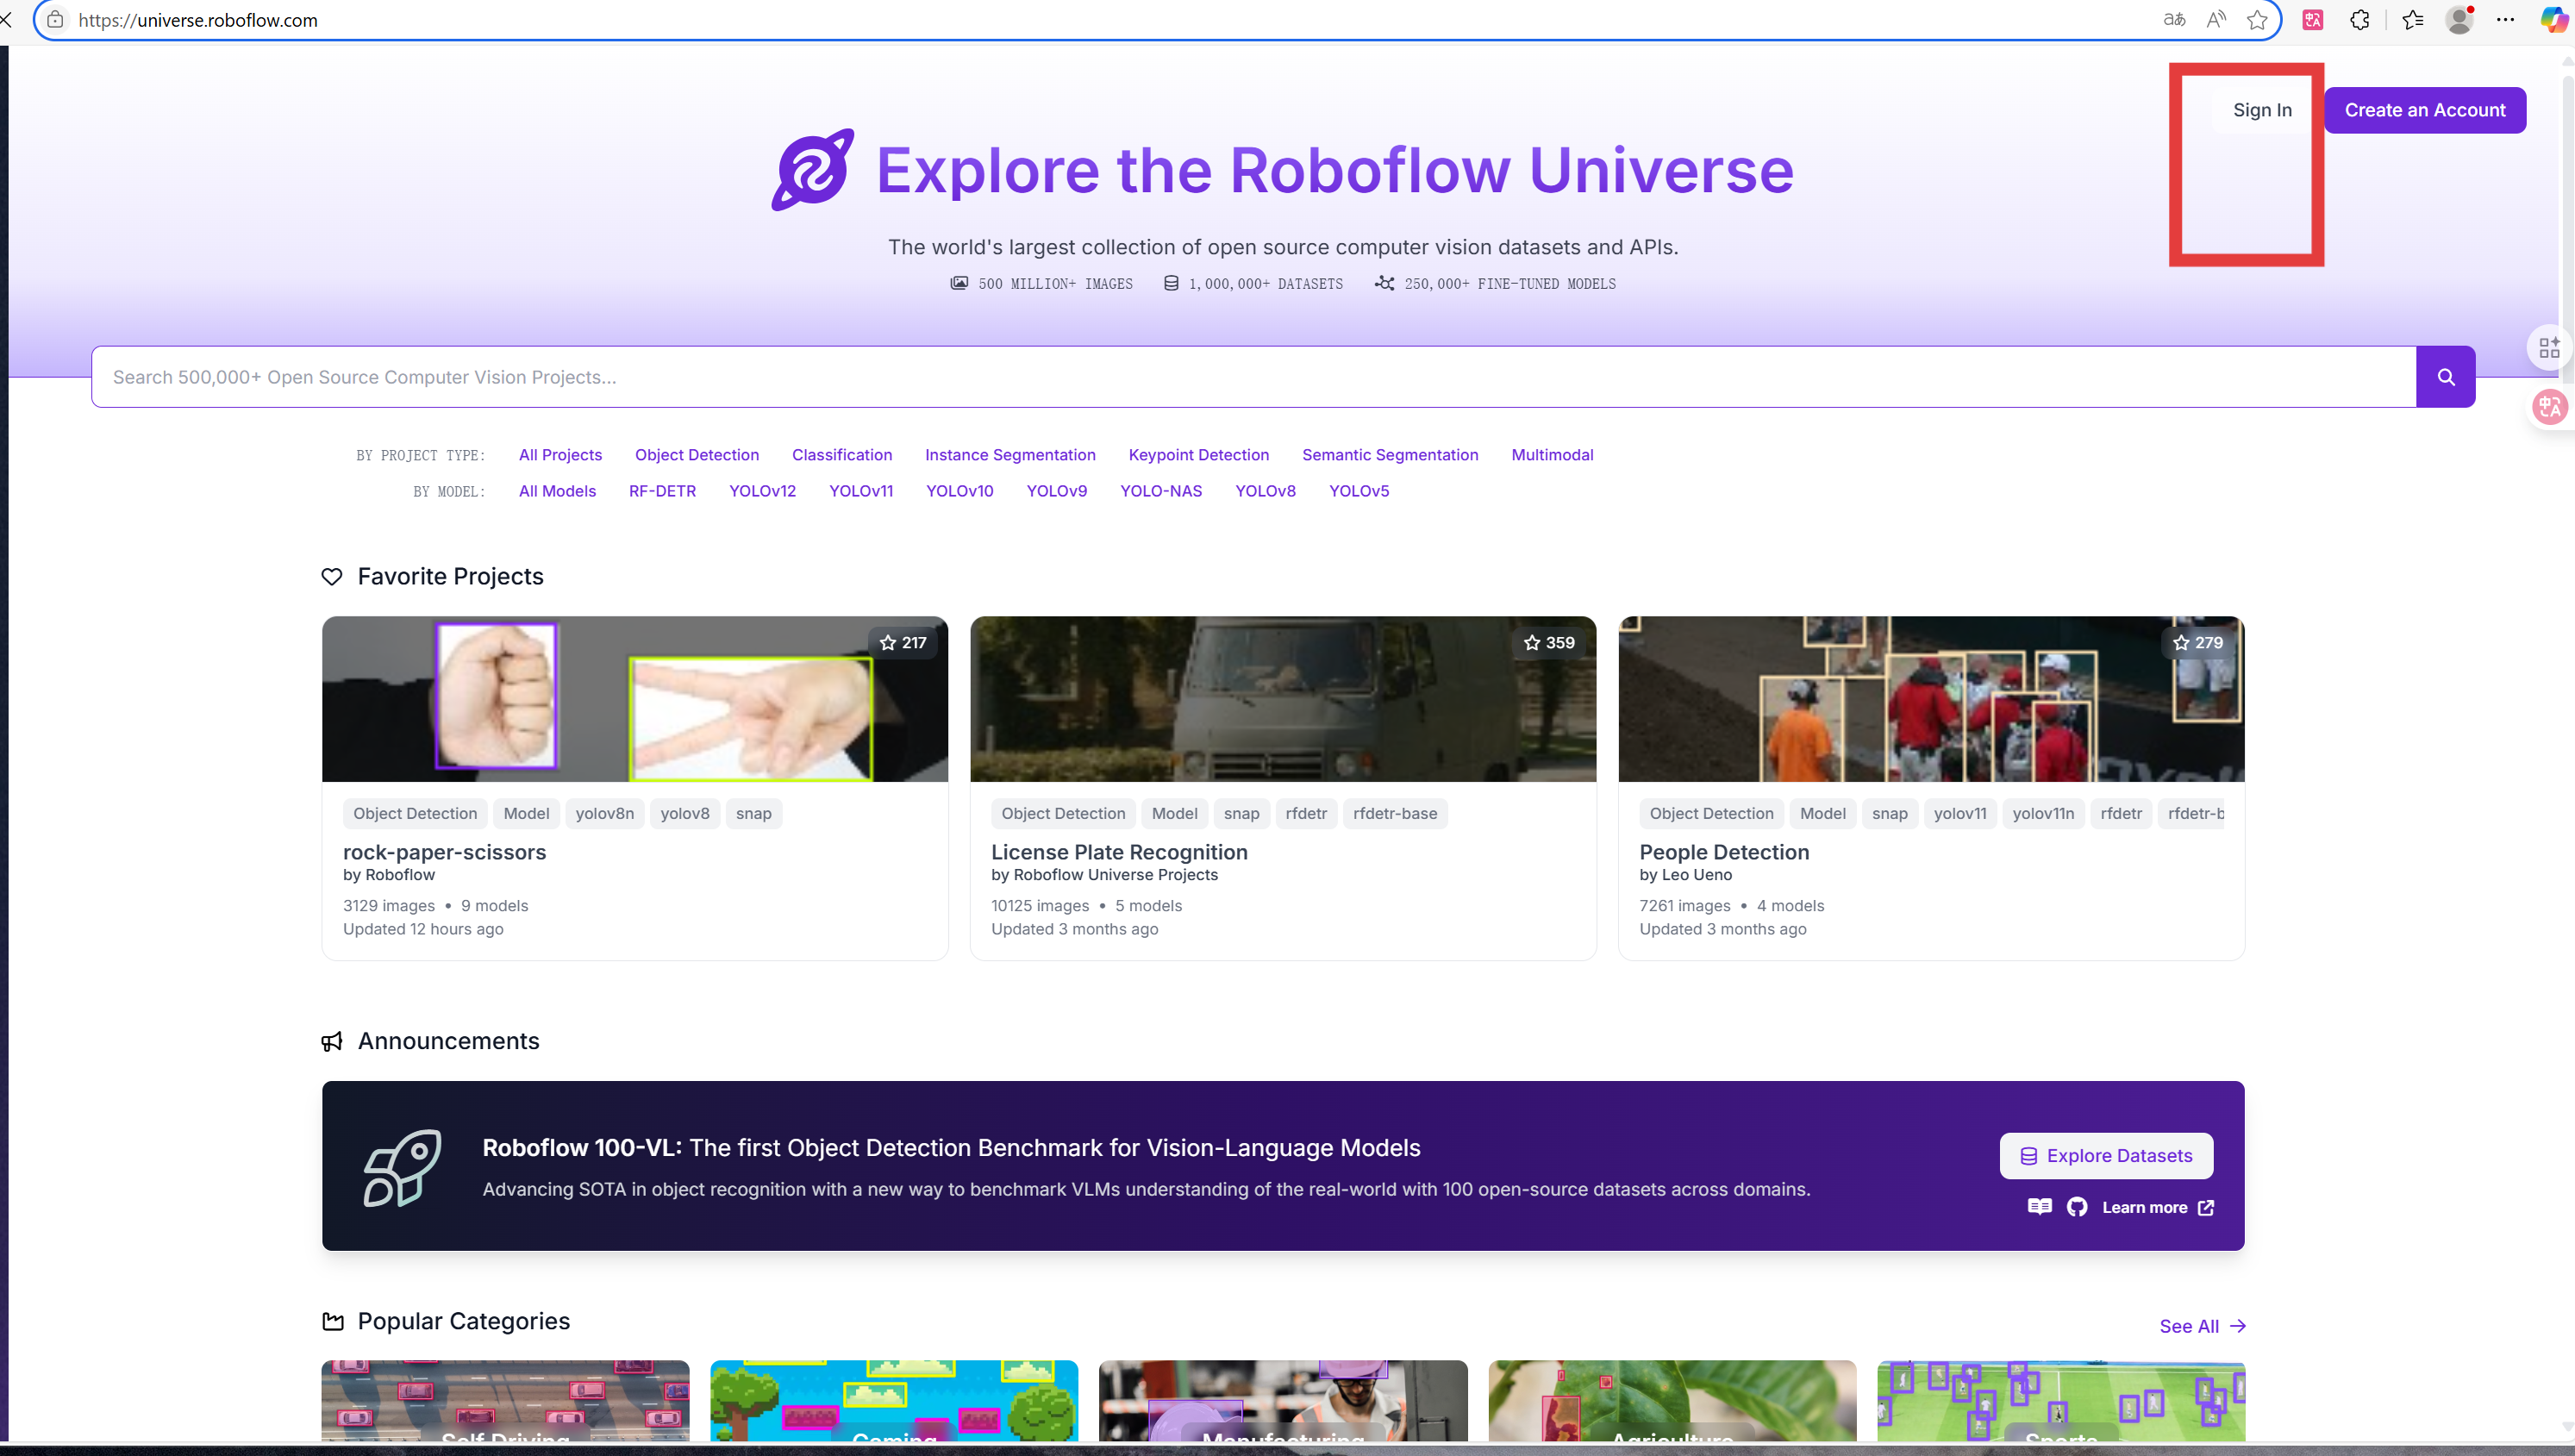 https://universe.roboflow.com
Sign In
Create an Account
Explore the Roboflow Universe
The world's largest collection of open source computer vision datasets and APIs.
500 MILLION+ IMAGES 1,000,000+ DATASETS 250,000+ FINE-TUNED MODELS
Search 500,000+ Open Source Computer Vision Projects...
BY PROJECT TYPE: All Projects Object Detection Classification Instance Segmentation Keypoint Detection Semantic Segmentation Multimodal
BY MODEL: All Models RF-DETR YOLOv12 YOLOv11 YOLOv10 YOLOv9 YOLO-NAS YOLOv8 YOLOv5
Favorite Projects
217
Object Detection Model yolov8n yolov8 snap
rock-paper-scissors
by Roboflow
3129 images • 9 models
Updated 12 hours ago
359
Object Detection Model snap rfdetr rfdetr-base
License Plate Recognition
by Roboflow Universe Projects
10125 images • 5 models
Updated 3 months ago
279
Object Detection Model snap yolov11 yolov11n rfdetr rfdetr-b
People Detection
by Leo Ueno
7261 images • 4 models
Updated 3 months ago
Announcements
Roboflow 100-VL: The first Object Detection Benchmark for Vision-Language Models
Advancing SOTA in object recognition with a new way to benchmark VLMs understanding of the real-world with 100 open-source datasets across domains.
Explore Datasets
Learn more
Popular Categories
See All
Self Driving
Gaming
Manufacturing
Agriculture
Sports